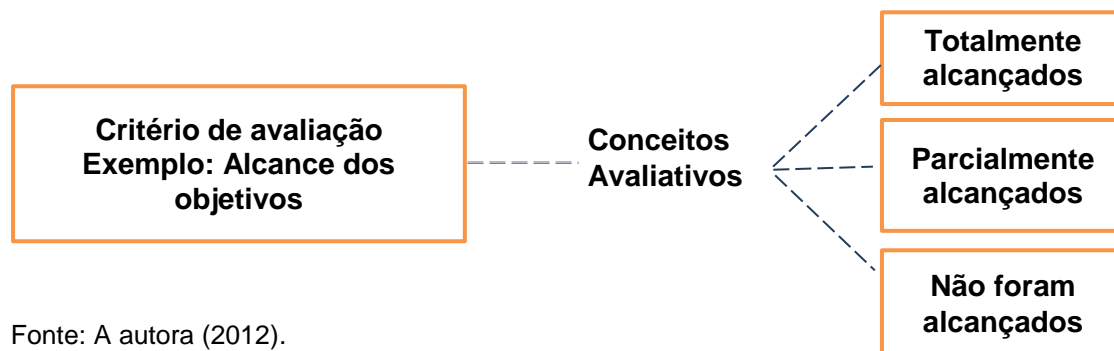 Critério de avaliação
Exemplo: Alcance dos
objetivos
Conceitos
Avaliativos
Totalmente
alcançados
Parcialmente
alcançados
Não foram
alcançados
Fonte: A autora (2012).